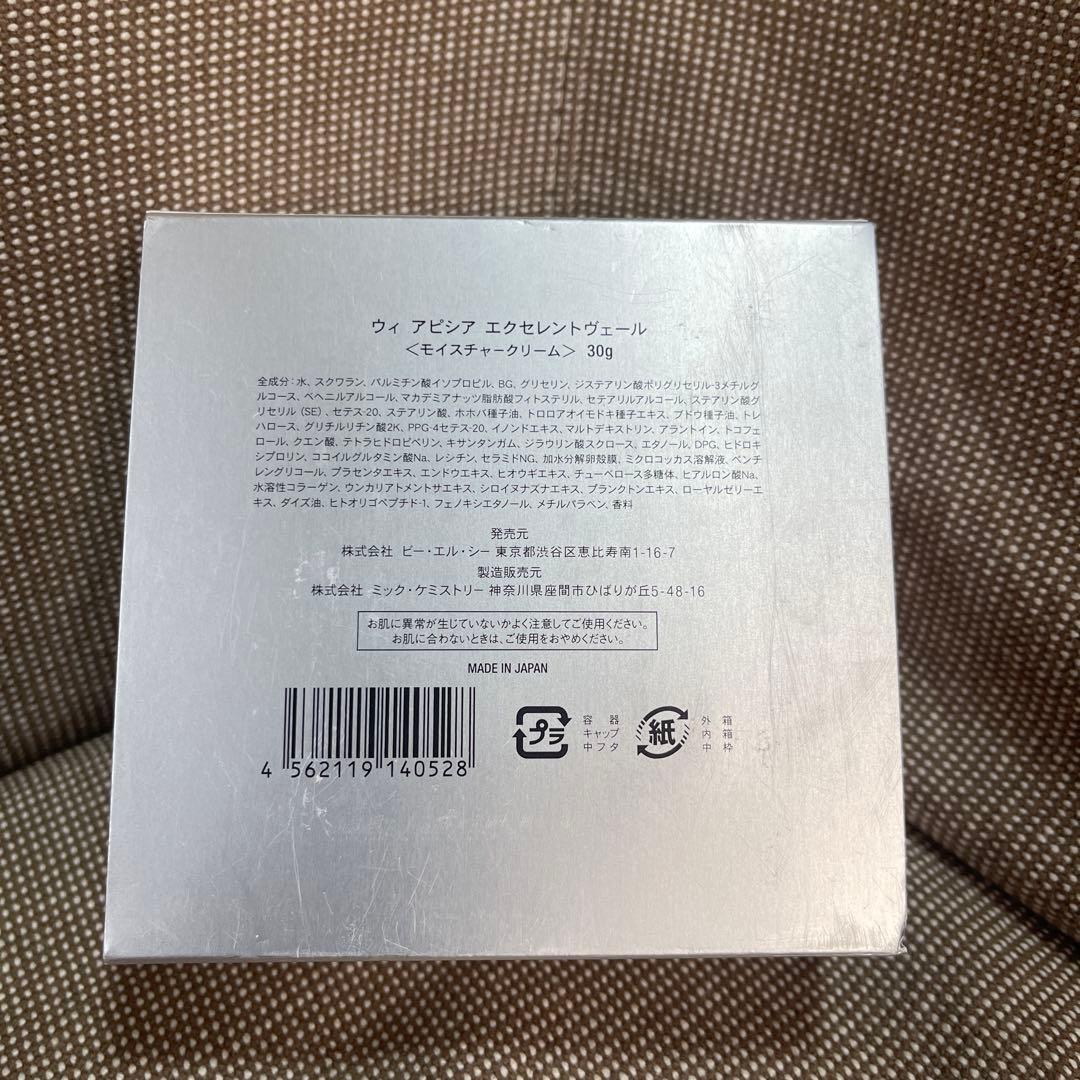 ウィ アピシア エクセレントヴェール
＜モイスチャークリーム＞ 30g
全成分：水、スクワラン、パルミチン酸イソプロピル、BG、グリセリン、ジステアリン酸ポリグリセリル-3メチルグ
ルコース、ベヘニルアルコール、マカデミアナッツ脂肪酸フィトステリル、セテアリルアルコール、ステアリン酸グ
リセリル（SE）、セテス-20、ステアリン酸、ホホバ種子油、トロロアオイモドキ種子エキス、ブドウ種子油、トレ
ハロース、グリチルリチン酸2K、PPG-4セテス-20、イノンドエキス、マルトデキストリン、アラントイン、トコフェ
ロール、クエン酸、テトラヒドロピペリン、キサンタンガム、ジラウリン酸スクロース、エタノール、DPG、ヒドロキ
シプロリン、ココイルグルタミン酸Na、レシチン、セラミドNG、加水分解卵殻膜、ミクロコッカス溶解液、ペンチ
レングリコール、プラセンタエキス、エンドウエキス、ヒオウギエキス、チューベロース多糖体、ヒアルロン酸Na、
水溶性コラーゲン、ウンカリアトメントサエキス、シロイヌナズナエキス、プランクトンエキス、ローヤルゼリーエ
キス、ダイズ油、ヒトオリゴペプチド-1、フェノキシエタノール、メチルパラベン、香料
発売元
株式会社 ビー・エル・シー 東京都渋谷区恵比寿南1-16-7
製造販売元
株式会社 ミック・ケミストリー 神奈川県座間市ひばりが丘5-48-16
お肌に異常が生じていないかよく注意してご使用ください。
お肌に合わないときは、ご使用をおやめください。
MADE IN JAPAN
プラ
容器
キャップ
中フタ
紙
外箱
内箱
中枠
4 562119 140528